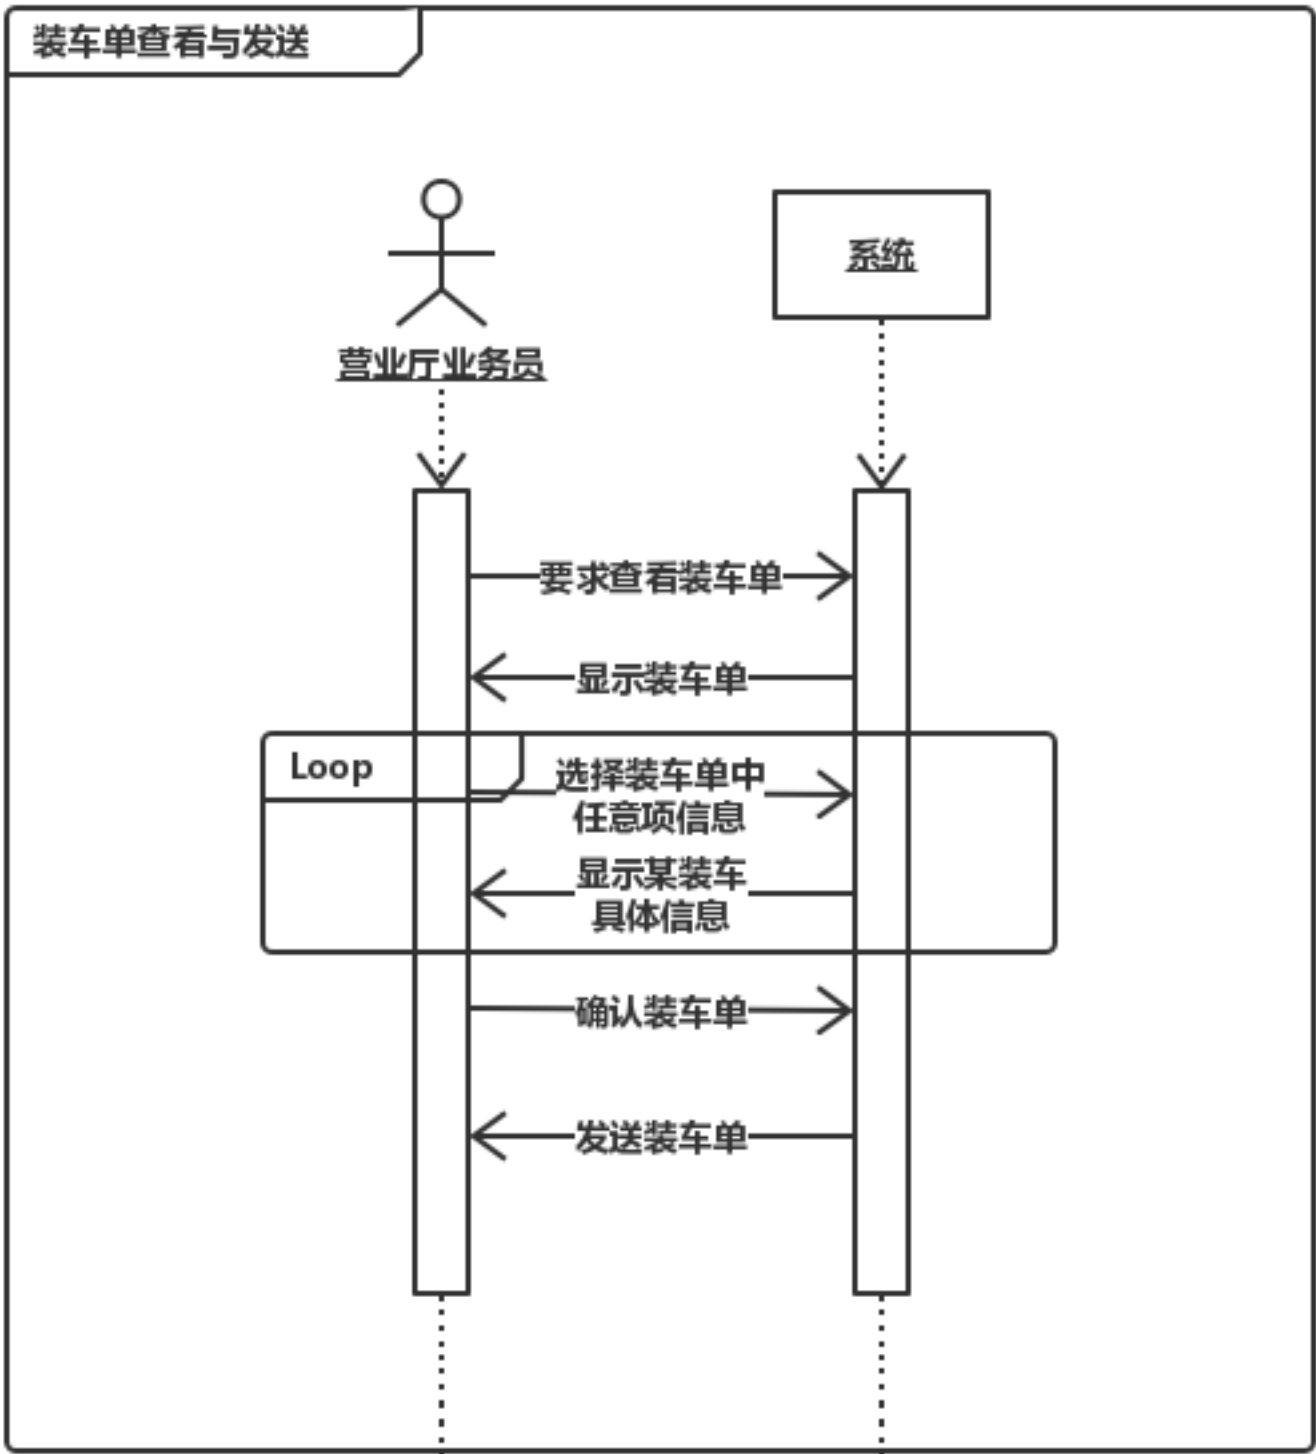 装车单查看与发送
系统
营业厅业务员
要求查看装车单
显示装车单
Loop
选择装车单中
任意项信息
显示某装车
具体信息
确认装车单
发送装车单